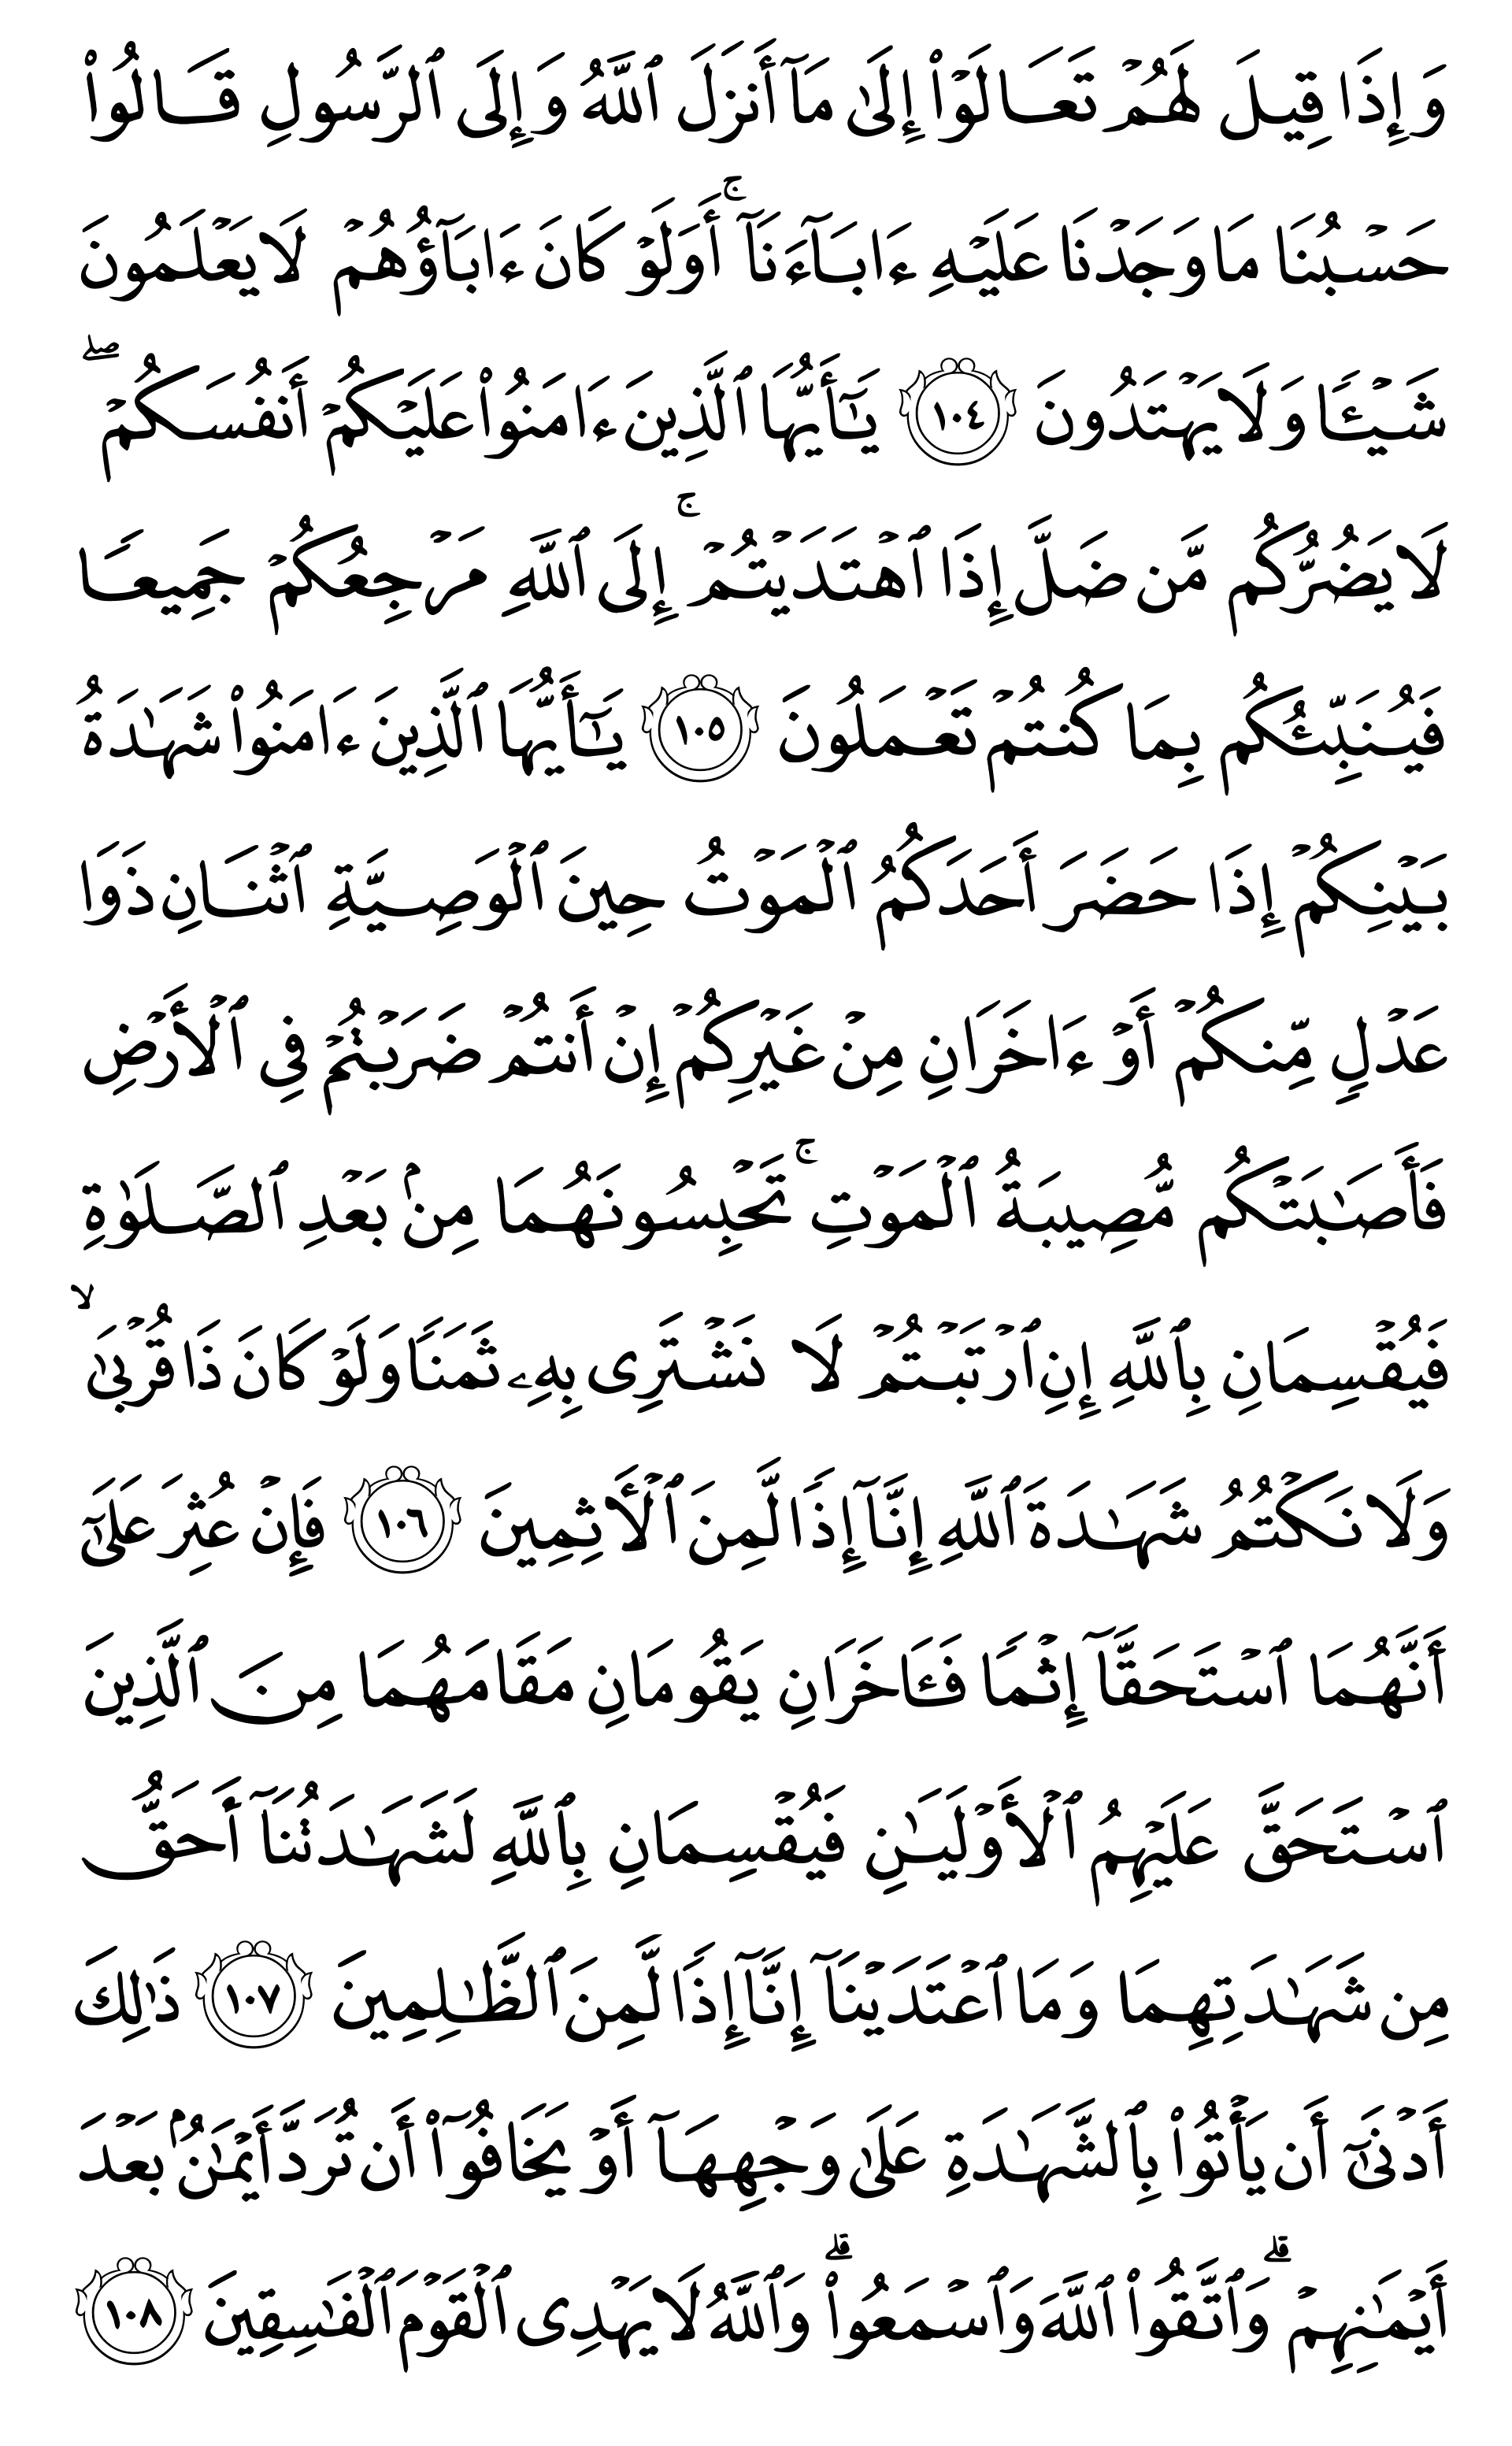 وَإِذَا قِيلَ لَهُمۡ تَعَالَوۡاْ إِلَىٰ مَآ أَنزَلَ ٱللَّهُ وَإِلَى ٱلرَّسُولِ قَالُواْ
حَسۡبُنَا مَا وَجَدۡنَا عَلَيۡهِ ءَابَآءَنَآۚ أَوَلَوۡ كَانَ ءَابَآؤُهُمۡ لَا يَعۡلَمُونَ
شَيۡـٔٗا وَلَا يَهۡتَدُونَ ١٠٤ يَـٰٓأَيُّهَا ٱلَّذِينَ ءَامَنُواْ عَلَيۡكُمۡ أَنفُسَكُمۡۖ
لَا يَضُرُّكُم مَّن ضَلَّ إِذَا ٱهۡتَدَيۡتُمۡۚ إِلَى ٱللَّهِ مَرۡجِعُكُمۡ جَمِيعٗا
فَيُنَبِّئُكُم بِمَا كُنتُمۡ تَعۡمَلُونَ ١٠٥ يَـٰٓأَيُّهَا ٱلَّذِينَ ءَامَنُواْ شَهَٰدَةُ
بَيۡنِكُمۡ إِذَا حَضَرَ أَحَدَكُمُ ٱلۡمَوۡتُ حِينَ ٱلۡوَصِيَّةِ ٱثۡنَانِ ذَوَا
عَدۡلٖ مِّنكُمۡ أَوۡ ءَاخَرَانِ مِنۡ غَيۡرِكُمۡ إِنۡ أَنتُمۡ ضَرَبۡتُمۡ فِي ٱلۡأَرۡضِ
فَأَصَٰبَتۡكُم مُّصِيبَةُ ٱلۡمَوۡتِۚ تَحۡبِسُونَهُمَا مِنۢ بَعۡدِ ٱلصَّلَوٰةِ
فَيُقۡسِمَانِ بِٱللَّهِ إِنِ ٱرۡتَبۡتُمۡ لَا نَشۡتَرِي بِهِۦ ثَمَنٗا وَلَوۡ كَانَ ذَا قُرۡبَىٰۙ
وَلَا نَكۡتُمُ شَهَٰدَةَ ٱللَّهِ إِنَّآ إِذٗا لَّمِنَ ٱلۡأٓثِمِينَ ١٠٦ فَإِنۡ عُثِرَ عَلَىٰٓ
أَنَّهُمَا ٱسۡتَحَقَّآ إِثۡمٗا فَـَٔاخَرَانِ يَقُومَانِ مَقَامَهُمَا مِنَ ٱلَّذِينَ
ٱسۡتَحَقَّ عَلَيۡهِمُ ٱلۡأَوۡلَيَٰنِ فَيُقۡسِمَانِ بِٱللَّهِ لَشَهَٰدَتُنَآ أَحَقُّ
مِن شَهَٰدَتِهِمَا وَمَا ٱعۡتَدَيۡنَآ إِنَّآ إِذٗا لَّمِنَ ٱلظَّـٰلِمِينَ ١٠٧ ذَٰلِكَ
أَدۡنَىٰٓ أَن يَأۡتُواْ بِٱلشَّهَٰدَةِ عَلَىٰ وَجۡهِهَآ أَوۡ يَخَافُوٓاْ أَن تُرَدَّ أَيۡمَٰنُۢ بَعۡدَ
أَيۡمَٰنِهِمۡۗ وَٱتَّقُواْ ٱللَّهَ وَٱسۡمَعُواْۗ وَٱللَّهُ لَا يَهۡدِي ٱلۡقَوۡمَ ٱلۡفَٰسِقِينَ ١٠٨